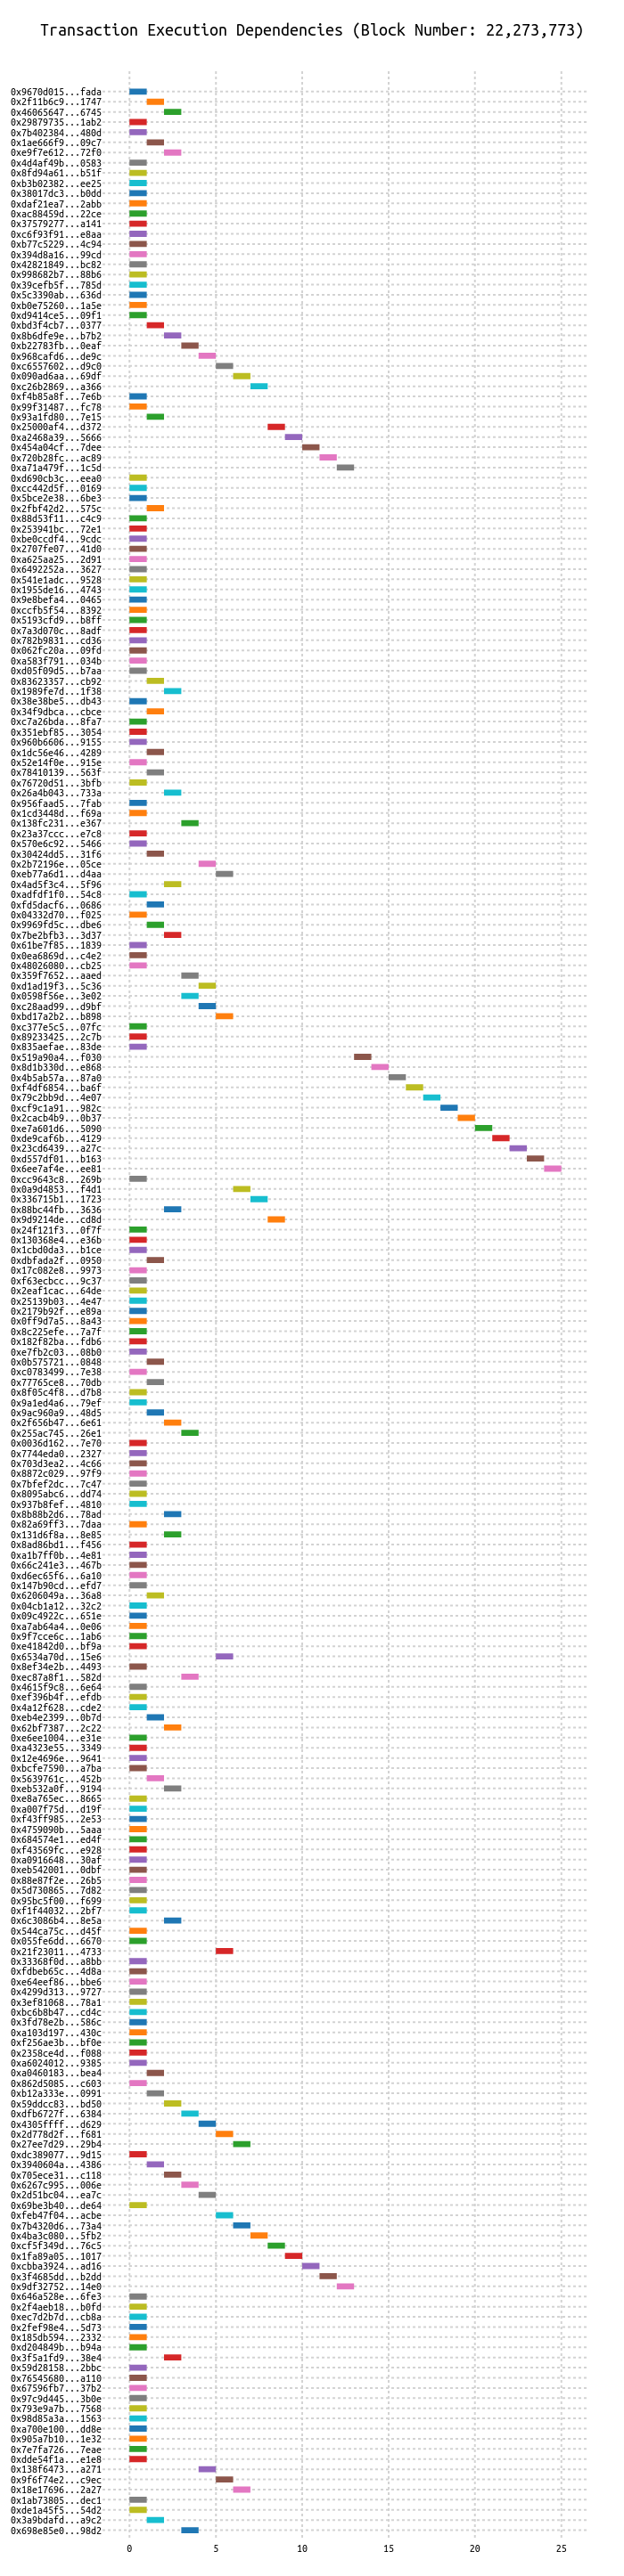 Transaction Execution Dependencies (Block Number: 22,273,773)
0x9670d015...fada
0x2f11b6c9...1747
0x46065647...6745
0x29879735...1ab2
0x7b402384...480d
0x1ae666f9...09c7
0xe9f7e612...72f0
0x4d4af49b...0583
0x8fd94a61...b51f
0xb3b02382...ee25
0x38017dc3...b0dd
0xdaf21ea7...2abb
0xac88459d...22ce
0x37579277...a141
0xc6f93f91...e8aa
0xb77c5229...4c94
0x394d8a16...99cd
0x42821849...bc82
0x998682b7...88b6
0x39cefb5f...785d
0x5c3390ab...636d
0xb0e75260...1a5e
0xd9414ce5...09f1
0xbd3f4cb7...0377
0x8b6dfe9e...b7b2
0xb22783fb...0eaf
0x968cafd6...de9c
0xc6557602...d9c0
0x090ad6aa...69df
0xc26b2869...a366
0xf4b85a8f...7e6b
0x99f31487...fc78
0x93a1fd80...7e15
0x25000af4...d372
0xa2468a39...5666
0x454a04cf...7dee
0x720b28fc...ac89
0xa71a479f...1c5d
0xd690cb3c...eea0
0xcc442d5f...0169
0x5bce2e38...6be3
0x2fbf42d2...575c
0x88d53f11...c4c9
0x253941bc...72e1
0xbe0ccdf4...9cdc
0x2707fe07...41d0
0xa625aa25...2d91
0x6492252a...3627
0x541e1adc...9528
0x1955de16...4743
0x9e8befa4...0465
0xccfb5f54...8392
0x5193cfd9...b8ff
0x7a3d070c...8adf
0x782b9831...cd36
0x062fc20a...09fd
0xa583f791...034b
0xd05f09d5...b7aa
0x83623357...cb92
0x1989fe7d...1f38
0x38e38be5...db43
0x34f9dbca...cbce
0xc7a26bda...8fa7
0x351ebf85...3054
0x960b6606...9155
0x1dc56e46...4289
0x52e14f0e...915e
0x78410139...563f
0x76720d51...3bfb
0x26a4b043...733a
0x956faad5...7fab
0x1cd3448d...f69a
0x138fc231...e367
0x23a37ccc...e7c8
0x570e6c92...5466
0x30424dd5...31f6
0x2b72196e...05ce
0xeb77a6d1...d4aa
0x4ad5f3c4...5f96
0xadfdf1f0...54c8
0xfd5dacf6...0686
0x04332d70...f025
0x9969fd5c...dbe6
0x7be2bfb3...3d37
0x61be7f85...1839
0x0ea6869d...c4e2
0x48026080...cb25
0x359f7652...aaed
0xd1ad19f3...5c36
0x0598f56e...3e02
0xc28aad99...d9bf
0xbd17a2b2...b898
0xc377e5c5...07fc
0x89233425...2c7b
0x835aefae...83de
0x519a90a4...f030
0x8d1b330d...e868
0x4b5ab57a...87a0
0xf4df6854...ba6f
0x79c2bb9d...4e07
0xcf9c1a91...982c
0x2cacb4b9...0b37
0xe7a601d6...5090
0xde9caf6b...4129
0x23cd6439...a27c
0xd557df01...b163
0x6ee7af4e...ee81
0xcc9643c8...269b
0x0a9d4853...f4d1
0x336715b1...1723
0x88bc44fb...3636
0x9d9214de...cd8d
0x24f121f3...0f7f
0x130368e4...e36b
0x1cbd0da3...b1ce
0xdbfada2f...0950
0x17c082e8...9973
0xf63ecbcc...9c37
0x2eaf1cac...64de
0x25139b03...4e47
0x2179b92f...e89a
0x0ff9d7a5...8a43
0x8c225efe...7a7f
0x182f82ba...fdb6
0xe7fb2c03...08b0
0x0b575721...0848
0xc0783499...7e38
0x77765ce8...70db
0x8f05c4f8...d7b8
0x9a1ed4a6...79ef
0x9ac960a9...48d5
0x2f656b47...6e61
0x255ac745...26e1
0x0036d162...7e70
0x7744eda0...2327
0x703d3ea2...4c66
0x8872c029...97f9
0x7bfef2dc...7c47
0x8095abc6...dd74
0x937b8fef...4810
0x8b88b2d6...78ad
0x82a69ff3...7daa
0x131d6f8a...8e85
0x8ad86bd1...f456
0xa1b7ff0b...4e81
0x66c241e3...467b
0xd6ec65f6...6a10
0x147b90cd...efd7
0x6206049a...36a8
0x04cb1a12...32c2
0x09c4922c...651e
0xa7ab64a4...0e06
0x9f7cce6c...1ab6
0xe41842d0...bf9a
0x6534a70d...15e6
0x8ef34e2b...4493
0xec87a8f1...582d
0x4615f9c8...6e64
0xef396b4f...efdb
0x4a12f628...cde2
0xeb4e2399...0b7d
0x62bf7387...2c22
0xe6ee1004...e31e
0xa4323e55...3349
0x12e4696e...9641
0xbcfe7590...a7ba
0x5639761c...452b
0xeb532a0f...9194
0xe8a765ec...8665
0xa007f75d...d19f
0xf43ff985...2e53
0x4759090b...5aaa
0x684574e1...ed4f
0xf43569fc...e928
0xa0916648...30af
0xeb542001...0dbf
0x88e87f2e...26b5
0x5d730865...7d82
0x95bc5f00...f699
0xf1f44032...2bf7
0x6c3086b4...8e5a
0x544ca75c...d45f
0x055fe6dd...6670
0x21f23011...4733
0x33368f0d...a8bb
0xfdbeb65c...4d8a
0xe64eef86...bbe6
0x4299d313...9727
0x3ef81068...78a1
0xbc6b8b47...cd4c
0x3fd78e2b...586c
0xa103d197...430c
0xf256ae3b...bf0e
0x2358ce4d...f088
0xa6024012...9385
0xa0460183...bea4
0x862d5085...c603
0xb12a333e...0991
0x59ddcc83...bd50
0xdfb6727f...6384
0x4305ffff...d629
0x2d778d2f...f681
0x27ee7d29...29b4
0xdc389077...9d15
0x3940604a...4386
0x705ece31...c118
0x6267c995...006e
0x2d51bc04...ea7c
0x69be3b40...de64
0xfeb47f04...acbe
0x7b4320d6...73a4
0x4ba3c080...5fb2
0xcf5f349d...76c5
0x1fa89a05...1017
0xcbba3924...ad16
0x3f4685dd...b2dd
0x9df32752...14e0
0x646a528e...6fe3
0x2f4aeb18...b0fd
0xec7d2b7d...cb8a
0x2fef98e4...5d73
0x185db594...2332
0xd204849b...b94a
0x3f5a1fd9...38e4
0x59d28158...2bbc
0x76545680...a110
0x67596fb7...37b2
0x97c9d445...3b0e
0x793e9a7b...7568
0x98d85a3a...1563
0xa700e100...dd8e
0x905a7b10...1e32
0x7e7fa726...7eae
0xdde54f1a...e1e8
0x138f6473...a271
0x9f6f74e2...c9ec
0x18e17696...2a27
0x1ab73805...dec1
0xde1a45f5...54d2
0x3a9bdafd...a9c2
0x698e85e0...98d2
0 5 10 15 20 25